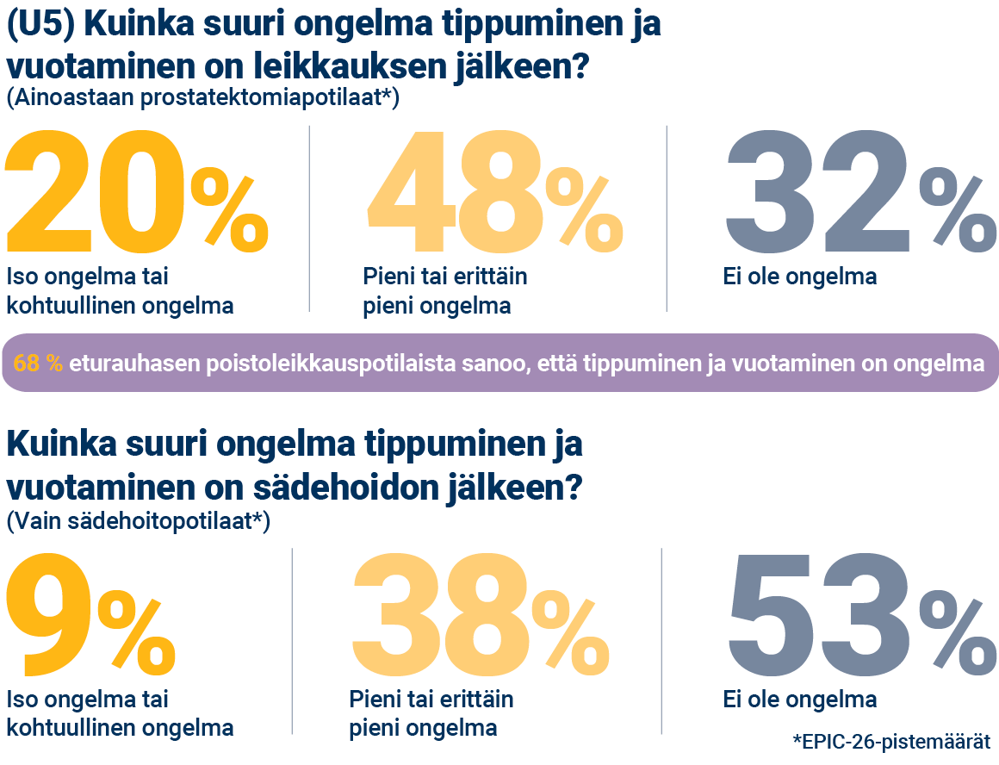 (U5) Kuinka suuri ongelma tippuminen ja
vuotaminen on leikkauksen jälkeen?
(Ainoastaan prostatektomiapotilaat*)
20%
Iso ongelma tai
kohtuullinen ongelma
48%
Pieni tai erittäin
pieni ongelma
32%
Ei ole ongelma
68 % eturauhasen poistoleikkauspotilaista sanoo, että tippuminen ja vuotaminen on ongelma
Kuinka suuri ongelma tippuminen ja
vuotaminen on sädehoidon jälkeen?
(Vain sädehoitopotilaat*)
9%
Iso ongelma tai
kohtuullinen ongelma
38%
Pieni tai erittäin
pieni ongelma
53%
Ei ole ongelma
*EPIC-26-pistemäärät